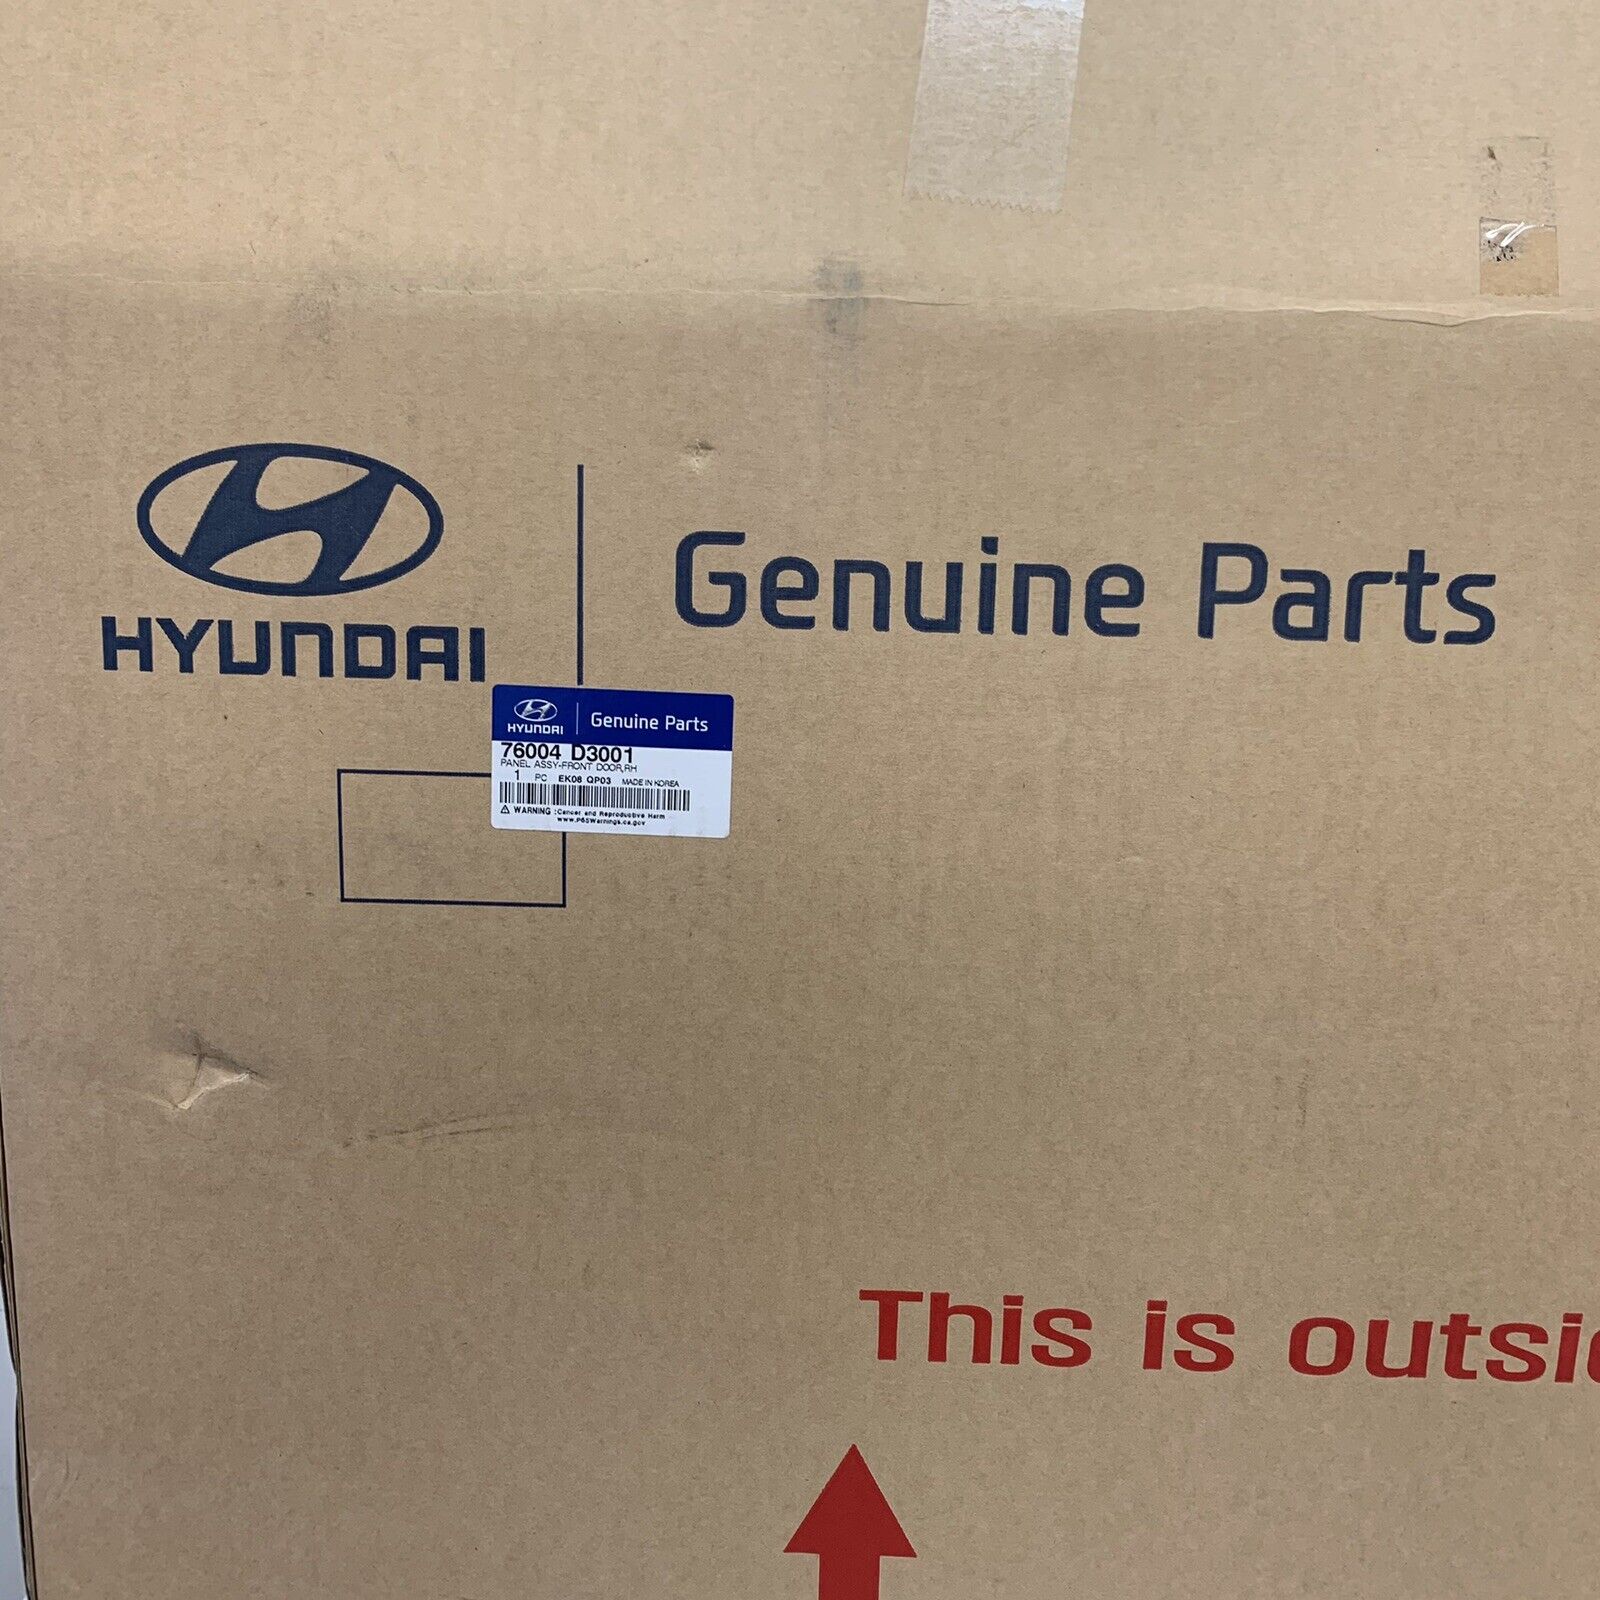 HYUNDAI
Genuine Parts
HYUNDAI
Genuine Parts
76004 D3001
PANEL ASSY-FRONT DOOR,RH
1 PC EK08 QP03 MADE IN KOREA
WARNING :Cancer and Reproductive Harm
www.P65Warnings.ca.gov
This is outsi